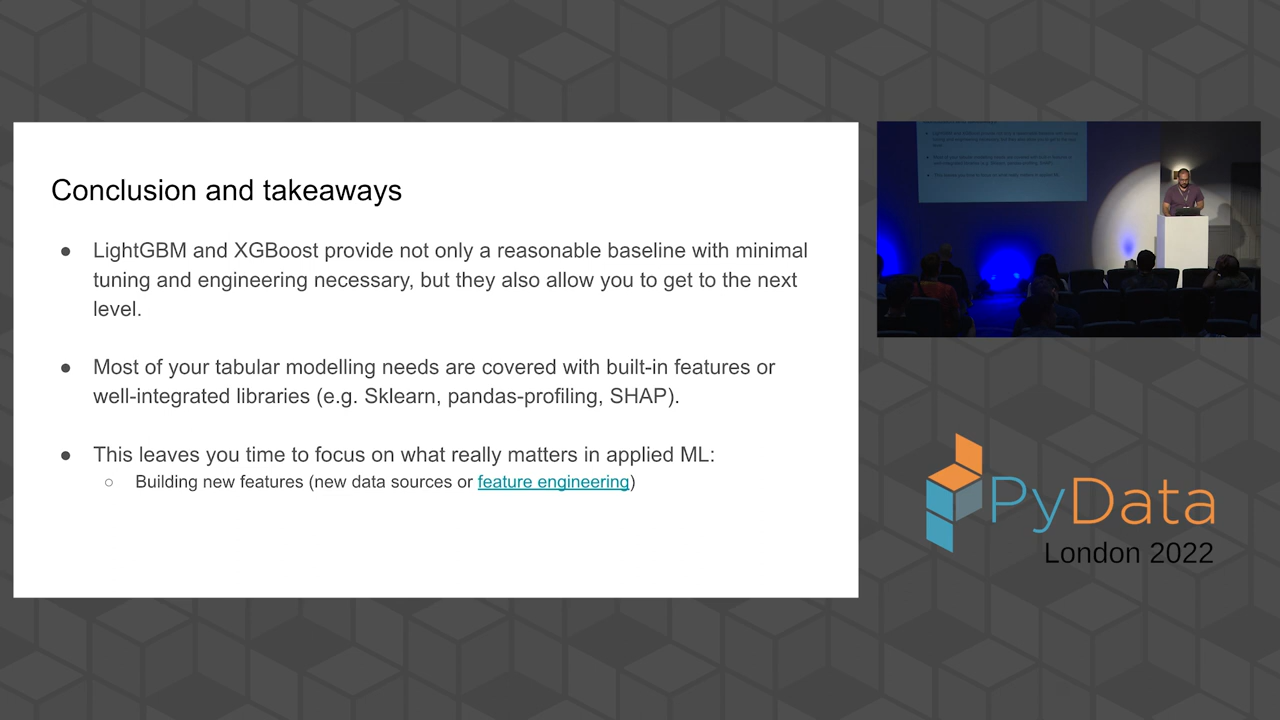 Conclusion and takeaways
● LightGBM and XGBoost provide not only a reasonable baseline with minimal
tuning and engineering necessary, but they also allow you to get to the next
level.
● Most of your tabular modelling needs are covered with built-in features or
well-integrated libraries (e.g. Sklearn, pandas-profiling, SHAP).
● This leaves you time to focus on what really matters in applied ML:
○ Building new features (new data sources or feature engineering)
PyData
London 2022